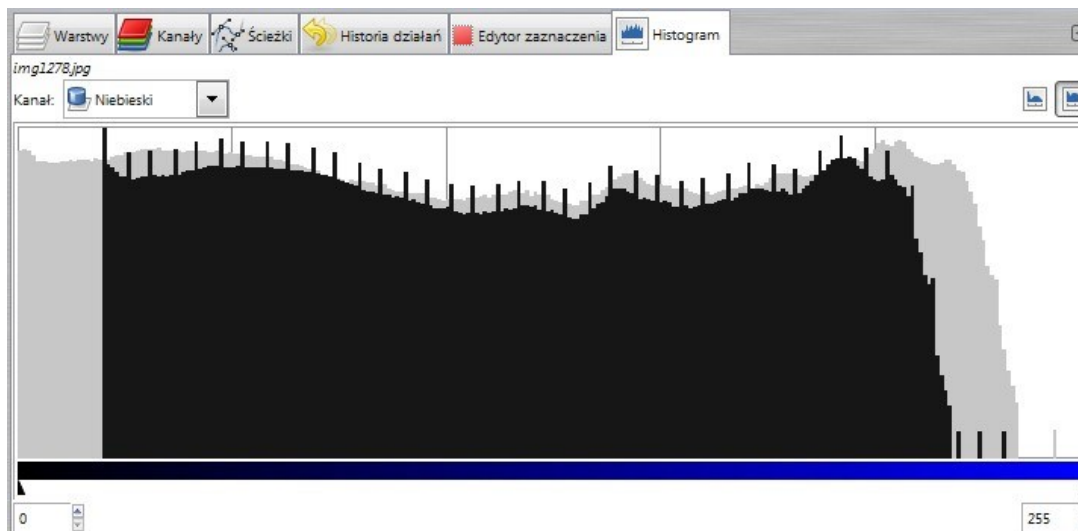 Warstwy Kanały Ścieżki Historia działań Edytor zaznaczenia Histogram
img1278.jpg
Kanał: Niebieski
0 255